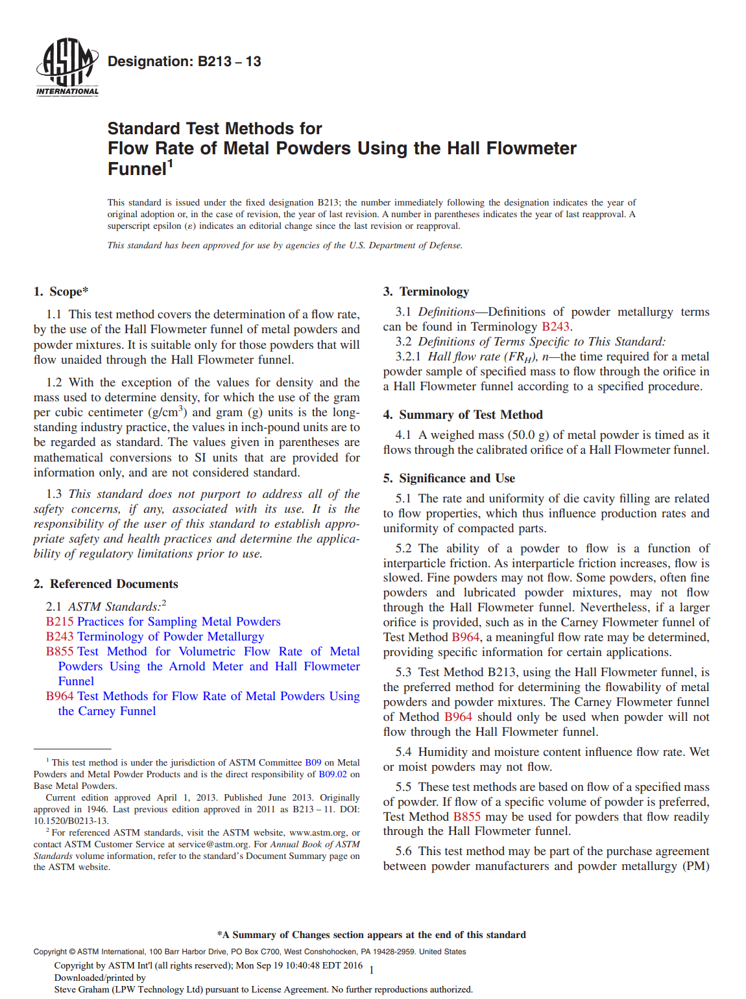 ASTM
INTERNATIONAL
Designation: B213 − 13
Standard Test Methods for
Flow Rate of Metal Powders Using the Hall Flowmeter
Funnel¹
This standard is issued under the fixed designation B213; the number immediately following the designation indicates the year of
original adoption or, in the case of revision, the year of last revision. A number in parentheses indicates the year of last reapproval. A
superscript epsilon (ε) indicates an editorial change since the last revision or reapproval.
This standard has been approved for use by agencies of the U.S. Department of Defense.
1. Scope*
1.1 This test method covers the determination of a flow rate,
by the use of the Hall Flowmeter funnel of metal powders and
powder mixtures. It is suitable only for those powders that will
flow unaided through the Hall Flowmeter funnel.
1.2 With the exception of the values for density and the
mass used to determine density, for which the use of the gram
per cubic centimeter (g/cm³) and gram (g) units is the long-
standing industry practice, the values in inch-pound units are to
be regarded as standard. The values given in parentheses are
mathematical conversions to SI units that are provided for
information only, and are not considered standard.
1.3 This standard does not purport to address all of the
safety concerns, if any, associated with its use. It is the
responsibility of the user of this standard to establish appro-
priate safety and health practices and determine the applica-
bility of regulatory limitations prior to use.
2. Referenced Documents
2.1 ASTM Standards:²
B215 Practices for Sampling Metal Powders
B243 Terminology of Powder Metallurgy
B855 Test Method for Volumetric Flow Rate of Metal
Powders Using the Arnold Meter and Hall Flowmeter
Funnel
B964 Test Methods for Flow Rate of Metal Powders Using
the Carney Funnel
¹ This test method is under the jurisdiction of ASTM Committee B09 on Metal
Powders and Metal Powder Products and is the direct responsibility of B09.02 on
Base Metal Powders.
Current edition approved April 1, 2013. Published June 2013. Originally
approved in 1946. Last previous edition approved in 2011 as B213 – 11. DOI:
10.1520/B0213-13.
² For referenced ASTM standards, visit the ASTM website, www.astm.org, or
contact ASTM Customer Service at service@astm.org. For Annual Book of ASTM
Standards volume information, refer to the standard's Document Summary page on
the ASTM website.
3. Terminology
3.1 Definitions—Definitions of powder metallurgy terms
can be found in Terminology B243.
3.2 Definitions of Terms Specific to This Standard:
3.2.1 Hall flow rate (FR_H), n—the time required for a metal
powder sample of specified mass to flow through the orifice in
a Hall Flowmeter funnel according to a specified procedure.
4. Summary of Test Method
4.1 A weighed mass (50.0 g) of metal powder is timed as it
flows through the calibrated orifice of a Hall Flowmeter funnel.
5. Significance and Use
5.1 The rate and uniformity of die cavity filling are related
to flow properties, which thus influence production rates and
uniformity of compacted parts.
5.2 The ability of a powder to flow is a function of
interparticle friction. As interparticle friction increases, flow is
slowed. Fine powders may not flow. Some powders, often fine
powders and lubricated powder mixtures, may not flow
through the Hall Flowmeter funnel. Nevertheless, if a larger
orifice is provided, such as in the Carney Flowmeter funnel of
Test Method B964, a meaningful flow rate may be determined,
providing specific information for certain applications.
5.3 Test Method B213, using the Hall Flowmeter funnel, is
the preferred method for determining the flowability of metal
powders and powder mixtures. The Carney Flowmeter funnel
of Method B964 should only be used when powder will not
flow through the Hall Flowmeter funnel.
5.4 Humidity and moisture content influence flow rate. Wet
or moist powders may not flow.
5.5 These test methods are based on flow of a specified mass
of powder. If flow of a specific volume of powder is preferred,
Test Method B855 may be used for powders that flow readily
through the Hall Flowmeter funnel.
5.6 This test method may be part of the purchase agreement
between powder manufacturers and powder metallurgy (PM)
*A Summary of Changes section appears at the end of this standard
Copyright © ASTM International, 100 Barr Harbor Drive, PO Box C700, West Conshohocken, PA 19428-2959. United States
Copyright by ASTM Int'l (all rights reserved); Mon Sep 19 10:40:48 EDT 2016
1
Downloaded/printed by
Steve Graham (LPW Technology Ltd) pursuant to License Agreement. No further reproductions authorized.